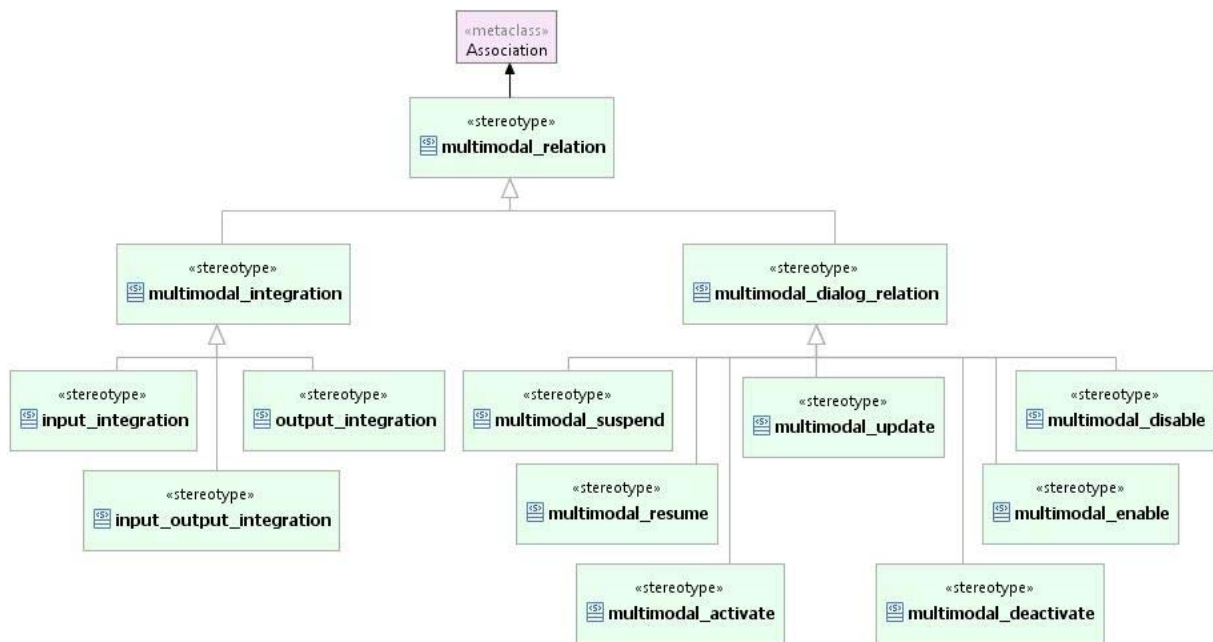 «metaclass»
Association
«stereotype»
multimodal_relation
«stereotype»
multimodal_integration
«stereotype»
multimodal_dialog_relation
«stereotype»
input_integration
«stereotype»
output_integration
«stereotype»
multimodal_suspend
«stereotype»
multimodal_update
«stereotype»
multimodal_disable
«stereotype»
input_output_integration
«stereotype»
multimodal_resume
«stereotype»
multimodal_enable
«stereotype»
multimodal_activate
«stereotype»
multimodal_deactivate